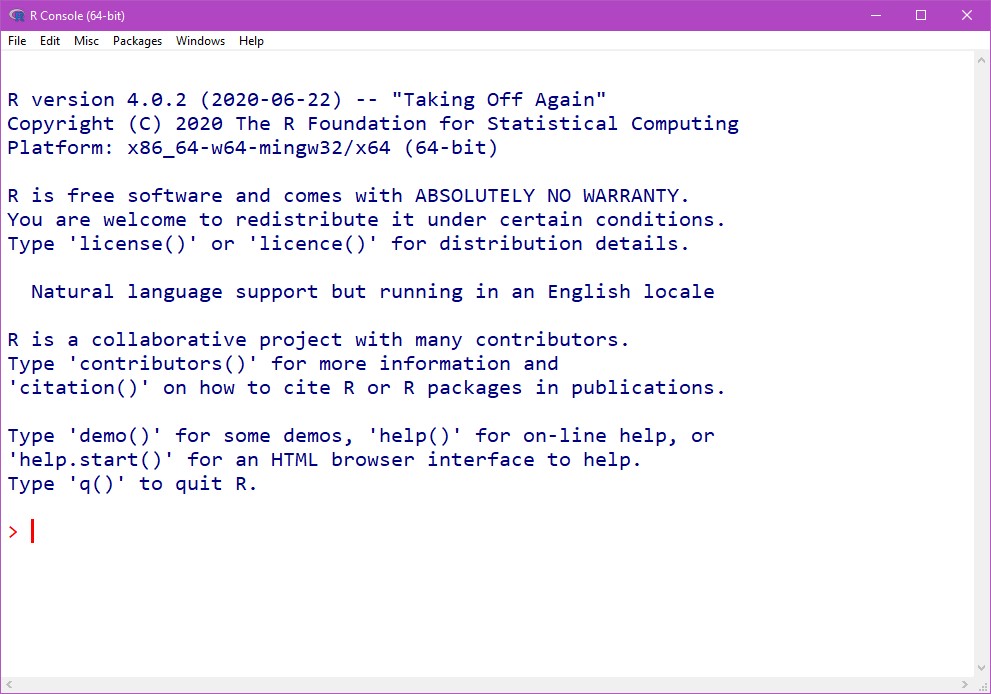 R Console (64-bit)
File Edit Misc Packages Windows Help
R version 4.0.2 (2020-06-22) -- "Taking Off Again"
Copyright (C) 2020 The R Foundation for Statistical Computing
Platform: x86_64-w64-mingw32/x64 (64-bit)
R is free software and comes with ABSOLUTELY NO WARRANTY.
You are welcome to redistribute it under certain conditions.
Type 'license()' or 'licence()' for distribution details.
Natural language support but running in an English locale
R is a collaborative project with many contributors.
Type 'contributors()' for more information and
'citation()' on how to cite R or R packages in publications.
Type 'demo()' for some demos, 'help()' for on-line help, or
'help.start()' for an HTML browser interface to help.
Type 'q()' to quit R.
>